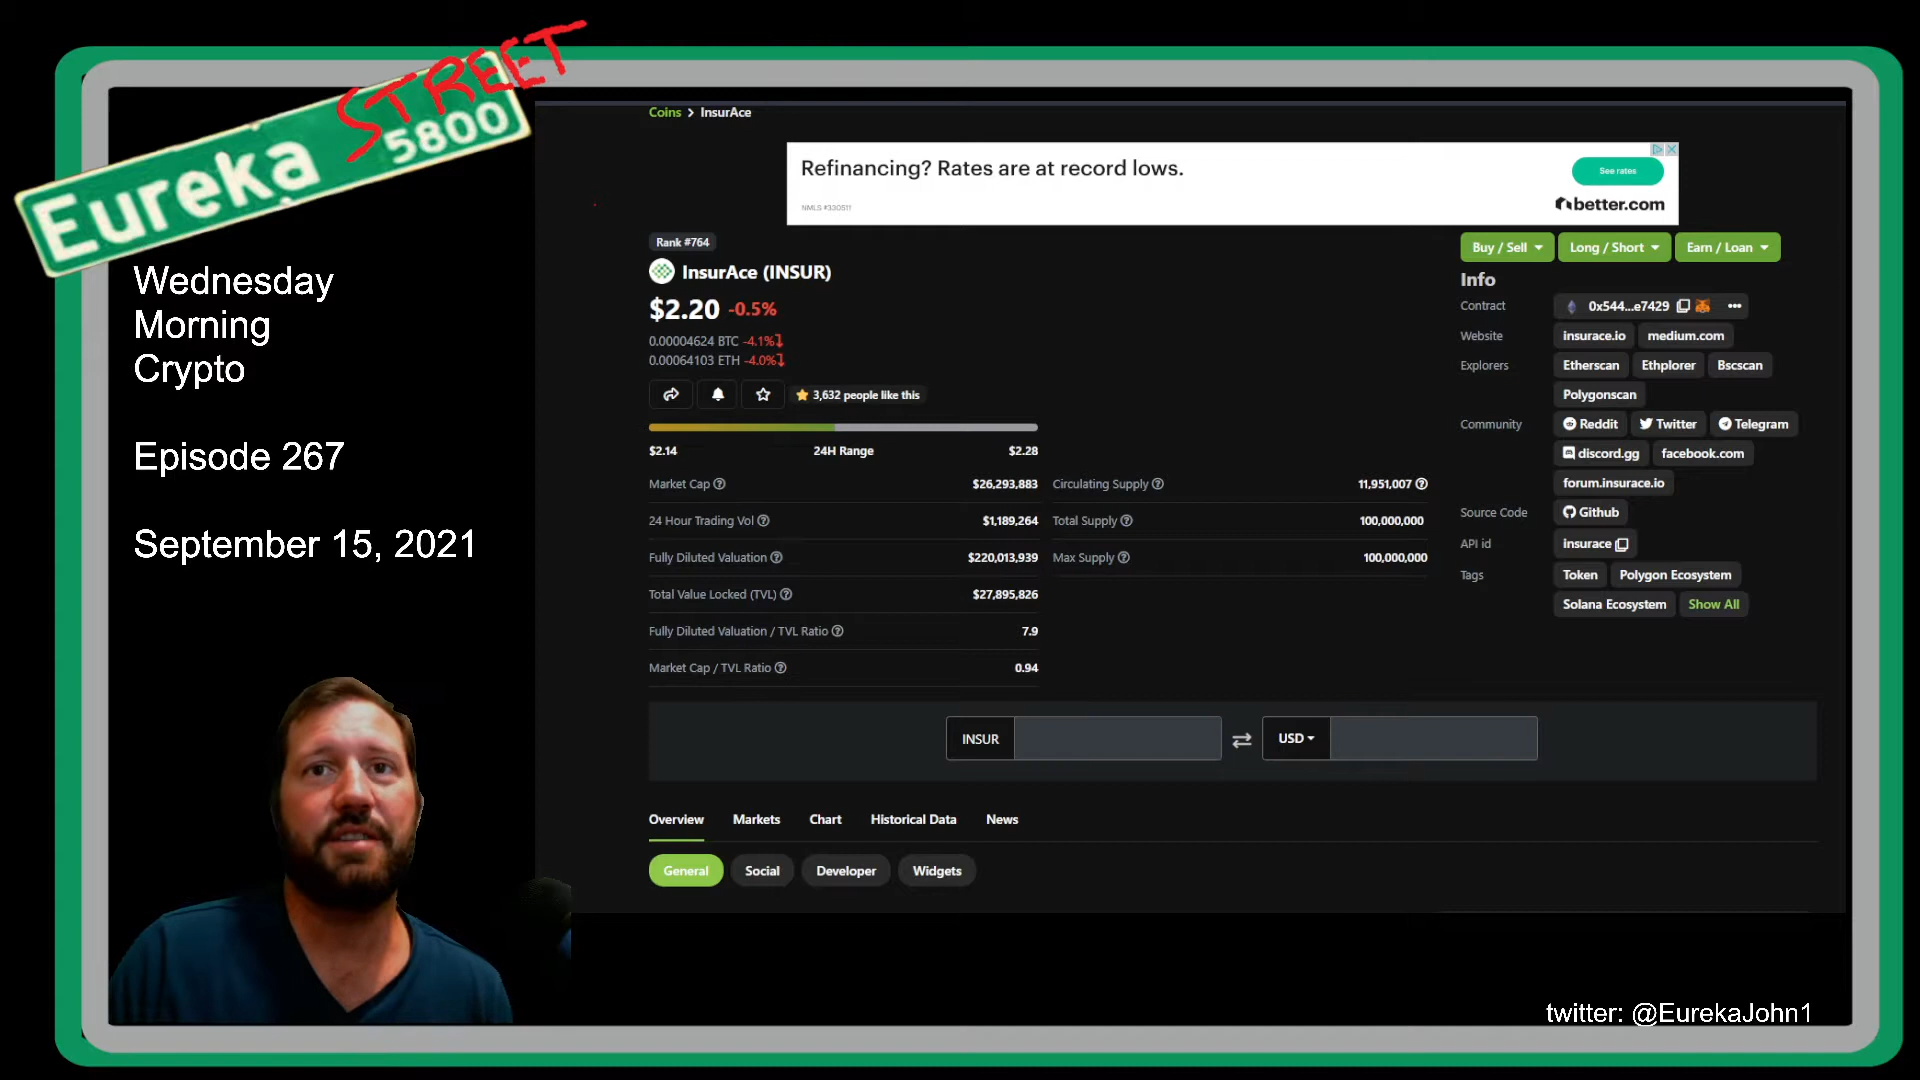 Eureka
STREET
5800
Wednesday
Morning
Crypto
Episode 267
September 15, 2021
Coins > InsurAce
Refinancing? Rates are at record lows.
See rates
NMLS #330511
better.com
Rank #764
InsurAce (INSUR)
$2.20 -0.5%
0.00004624 BTC -4.1%
0.00064103 ETH -4.0%
3,632 people like this
$2.14 24H Range $2.28
Market Cap $26,293,883
24 Hour Trading Vol $1,189,264
Fully Diluted Valuation $220,013,939
Total Value Locked (TVL) $27,895,826
Fully Diluted Valuation / TVL Ratio 7.9
Market Cap / TVL Ratio 0.94
Circulating Supply 11,951,007
Total Supply 100,000,000
Max Supply 100,000,000
Buy / Sell Long / Short Earn / Loan
Info
Contract 0x544...e7429
Website insurace.io medium.com
Explorers Etherscan Ethplorer Bscscan
Polygonscan
Community Reddit Twitter Telegram
discord.gg facebook.com
forum.insurace.io
Source Code Github
API id insurace
Tags Token Polygon Ecosystem
Solana Ecosystem Show All
INSUR USD
Overview Markets Chart Historical Data News
General Social Developer Widgets
twitter: @EurekaJohn1